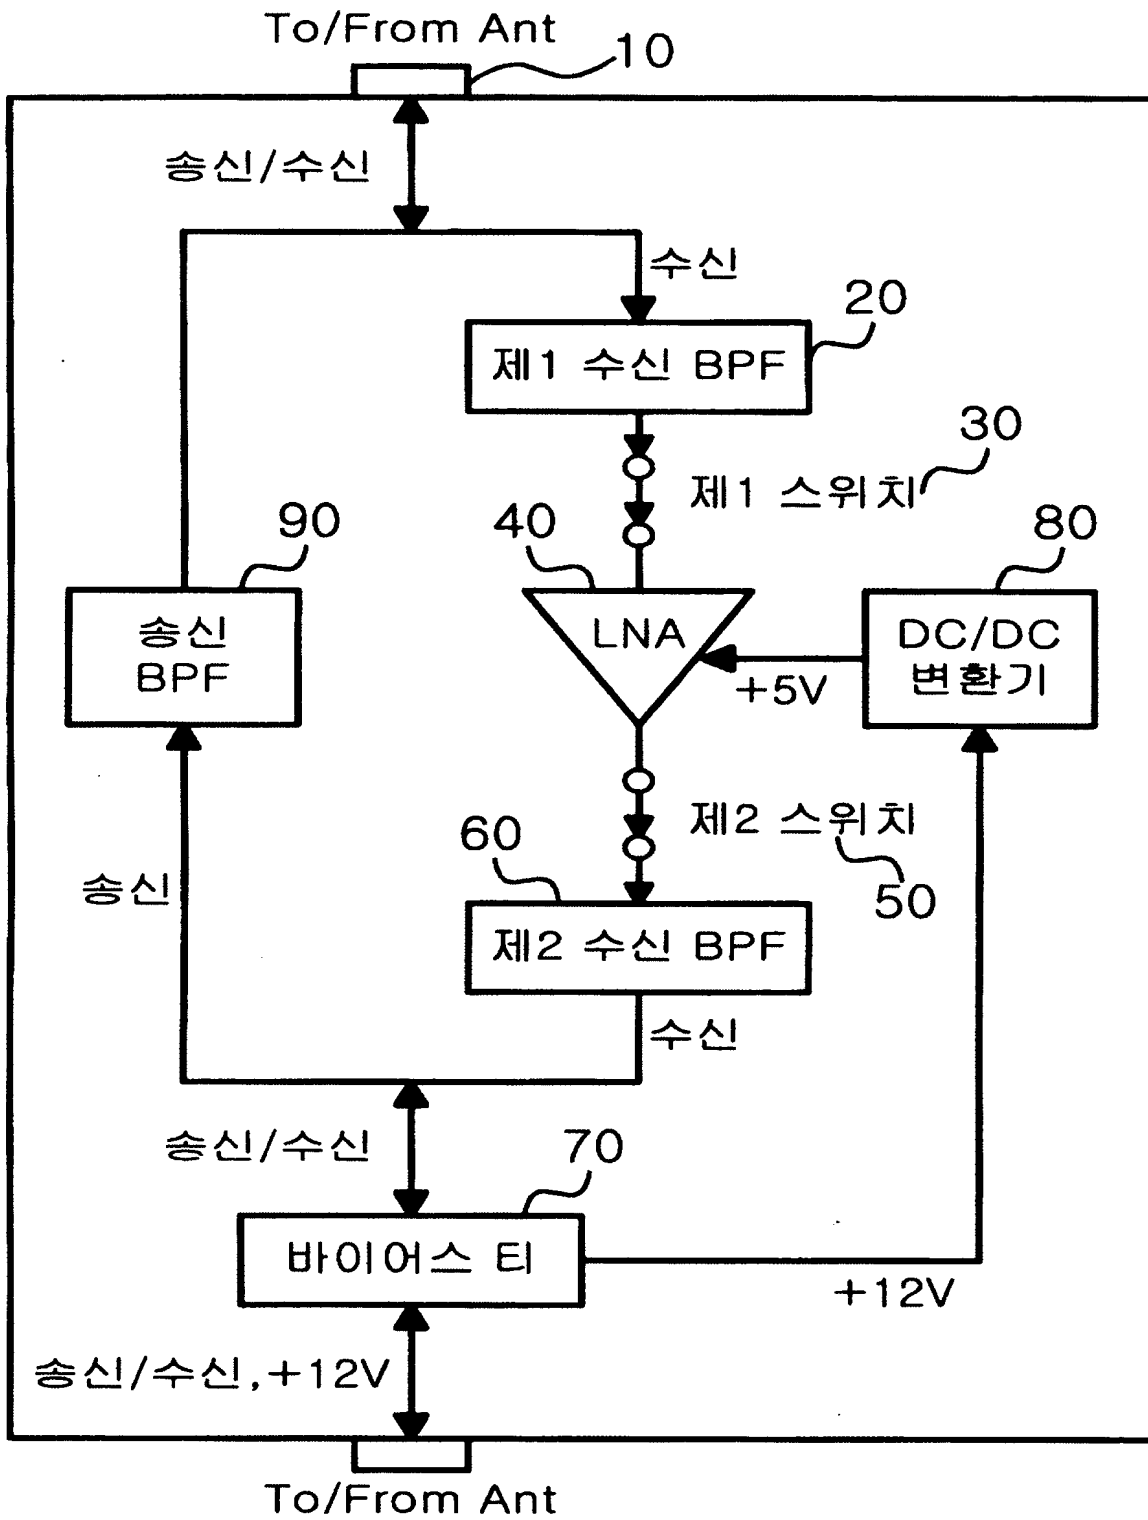 To/From Ant
10
송신/수신
수신
20
제1 수신 BPF
30
제1 스위치
90
40
80
송신
BPF
LNA
DC/DC
변환기
+5V
제2 스위치
60
50
송신
제2 수신 BPF
수신
송신/수신
70
바이어스 티
+12V
송신/수신,+12V
To/From Ant